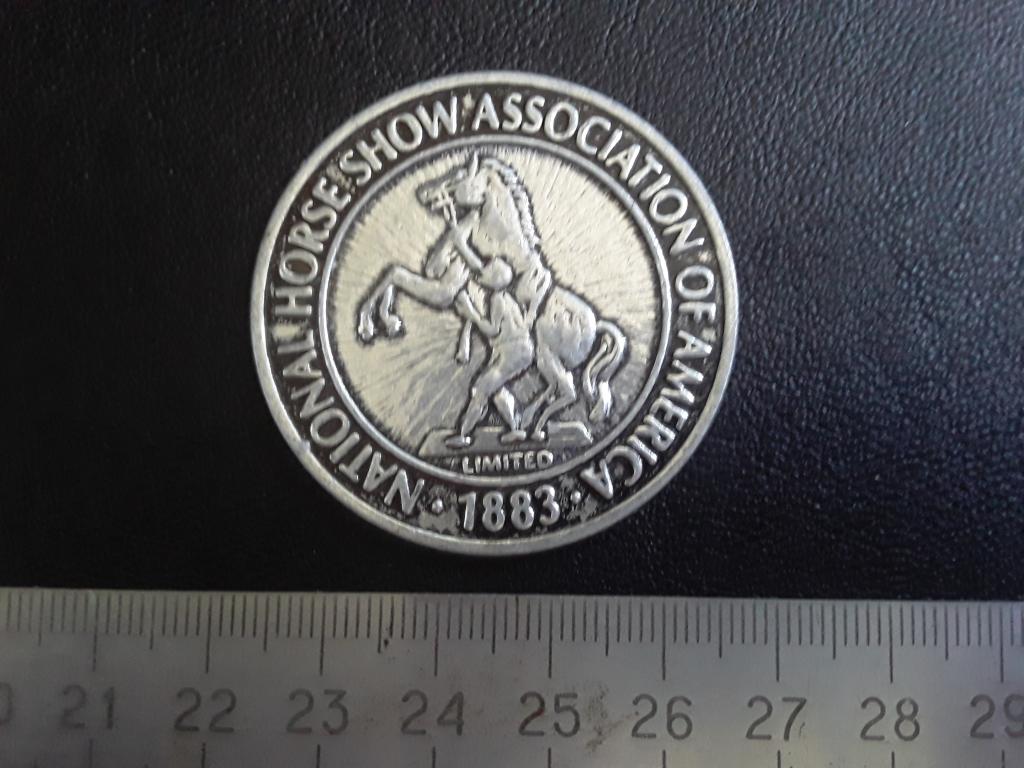 NATIONAL HORSE SHOW ASSOCIATION OF AMERICA
LIMITED
· 1883 ·
21 22 23 24 25 26 27 28 29